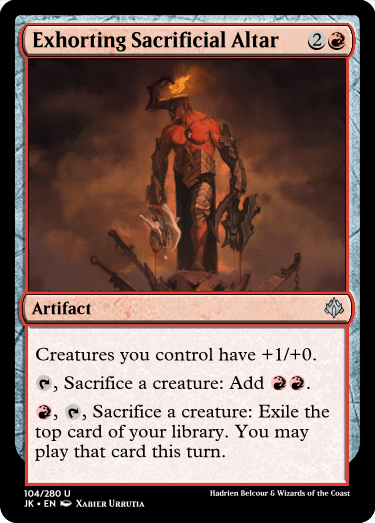 Exhorting Sacrificial Altar 2
Artifact
Creatures you control have +1/+0.
, Sacrifice a creature: Add .
, , Sacrifice a creature: Exile the
top card of your library. You may
play that card this turn.
104/280 U
JK • EN Xabier Urrutia
Hadrien Belcour & Wizards of the Coast